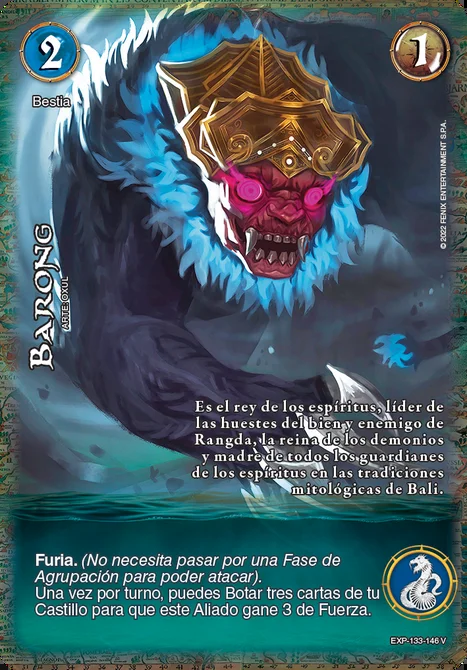 2
1
Bestia
BARONG
ARTE: OXUL
© 2022 FENIX ENTERTAINMENT S.P.A.
Es el rey de los espíritus, líder de
las huestes del bien y enemigo de
Rangda, la reina de los demonios
y madre de todos los guardianes
de los espíritus en las tradiciones
mitológicas de Bali.
Furia. (No necesita pasar por una Fase de
Agrupación para poder atacar).
Una vez por turno, puedes Botar tres cartas de tu
Castillo para que este Aliado gane 3 de Fuerza.
EXP-133-146 V